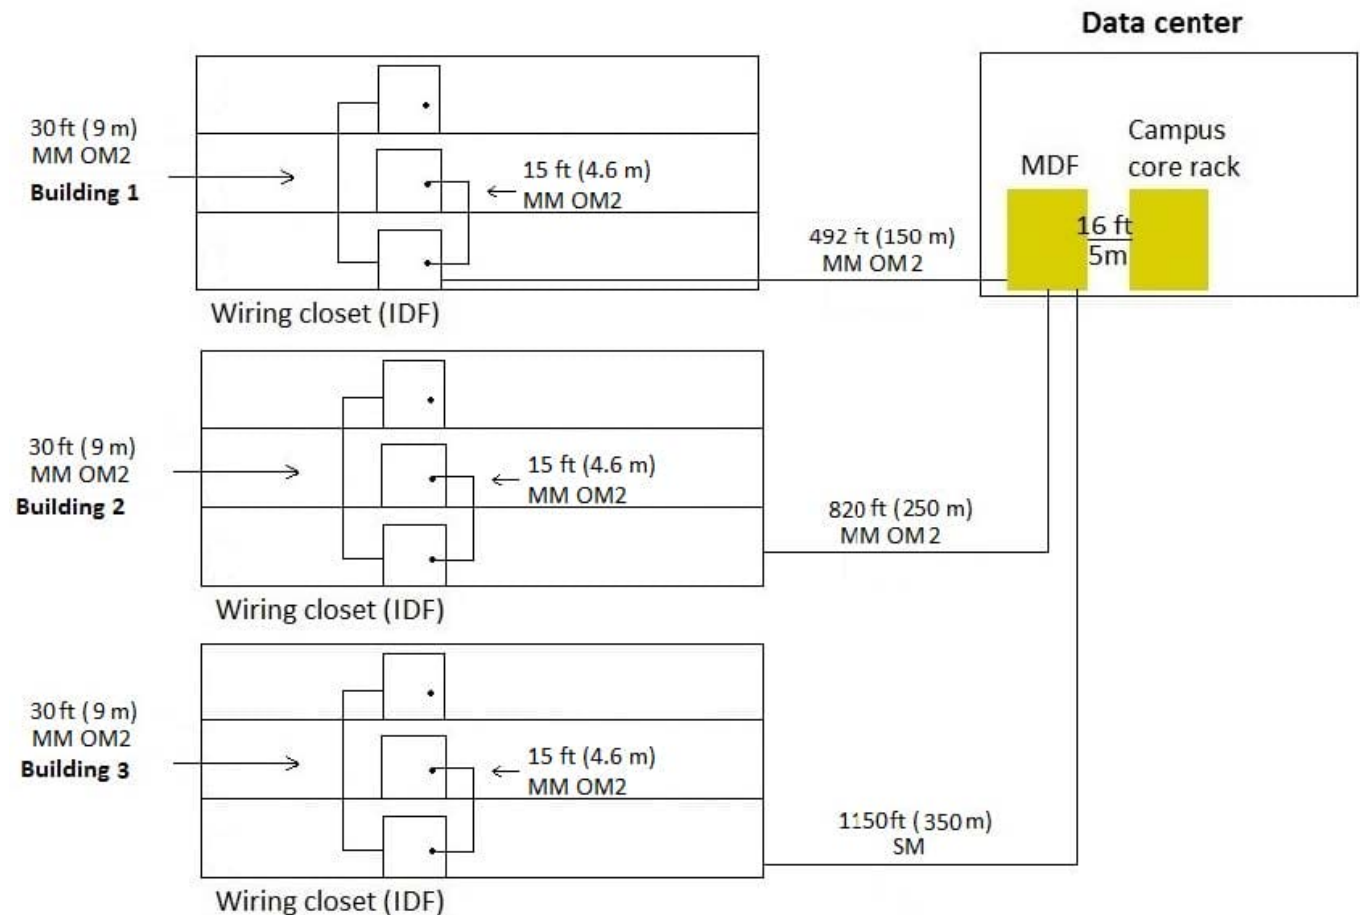 Data center
30 ft (9 m)
MM OM2
Building 1
15 ft (4.6 m)
MM OM2
492 ft (150 m)
MM OM2
MDF
Campus
core rack
16 ft
5m
Wiring closet (IDF)
30 ft (9 m)
MM OM2
Building 2
15 ft (4.6 m)
MM OM2
820 ft (250 m)
MM OM2
Wiring closet (IDF)
30 ft (9 m)
MM OM2
Building 3
15 ft (4.6 m)
MM OM2
1150 ft (350 m)
SM
Wiring closet (IDF)